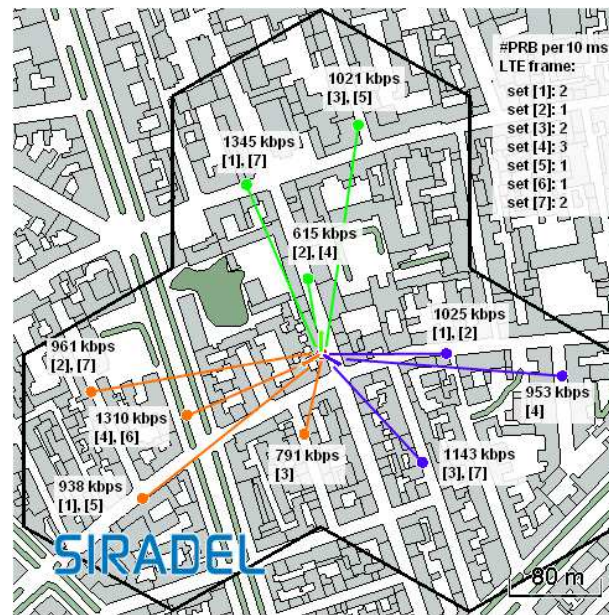 #PRB per 10 ms
LTE frame:
set [1]: 2
set [2]: 1
set [3]: 2
set [4]: 3
set [5]: 1
set [6]: 1
set [7]: 2
1021 kbps
[3], [5]
1345 kbps
[1], [7]
615 kbps
[2], [4]
1025 kbps
[1], [2]
961 kbps
[2], [7]
953 kbps
[4]
1310 kbps
[4], [6]
791 kbps
[3]
1143 kbps
[3], [7]
938 kbps
[1], [5]
SIRADEL
80 m